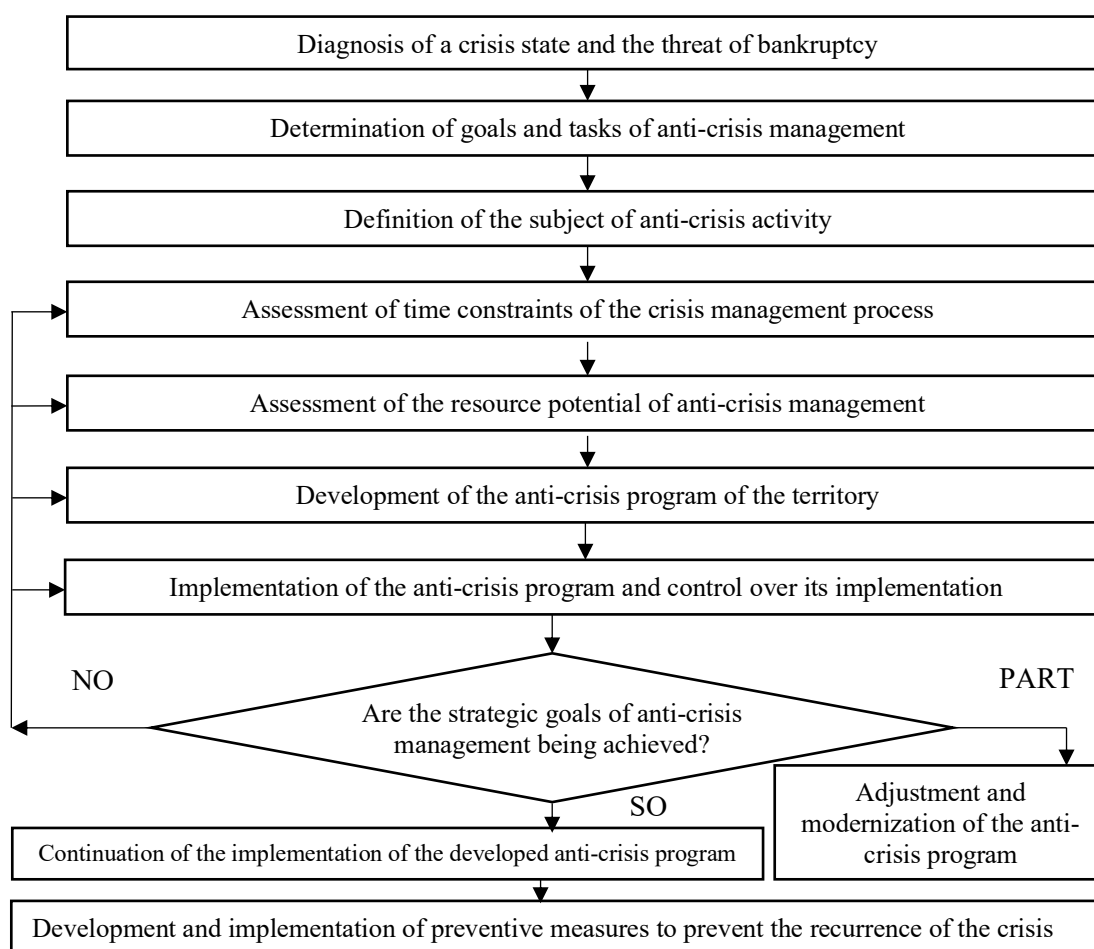 Diagnosis of a crisis state and the threat of bankruptcy
Determination of goals and tasks of anti-crisis management
Definition of the subject of anti-crisis activity
Assessment of time constraints of the crisis management process
Assessment of the resource potential of anti-crisis management
Development of the anti-crisis program of the territory
Implementation of the anti-crisis program and control over its implementation
NO
PART
Are the strategic goals of anti-crisis
management being achieved?
SO
Adjustment and
modernization of the anti-
crisis program
Continuation of the implementation of the developed anti-crisis program
Development and implementation of preventive measures to prevent the recurrence of the crisis